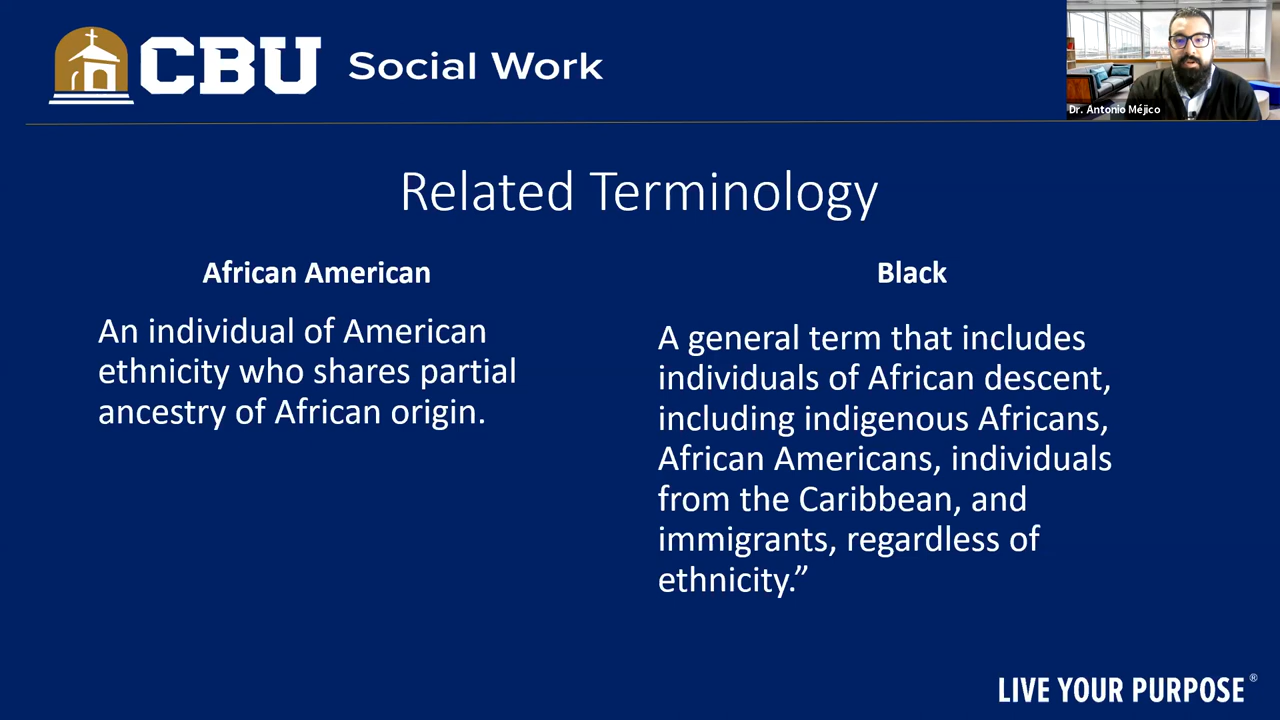 CBU Social Work
Dr. Antonio Méjico
Related Terminology
African American
An individual of American
ethnicity who shares partial
ancestry of African origin.
Black
A general term that includes
individuals of African descent,
including indigenous Africans,
African Americans, individuals
from the Caribbean, and
immigrants, regardless of
ethnicity.”
LIVE YOUR PURPOSE®